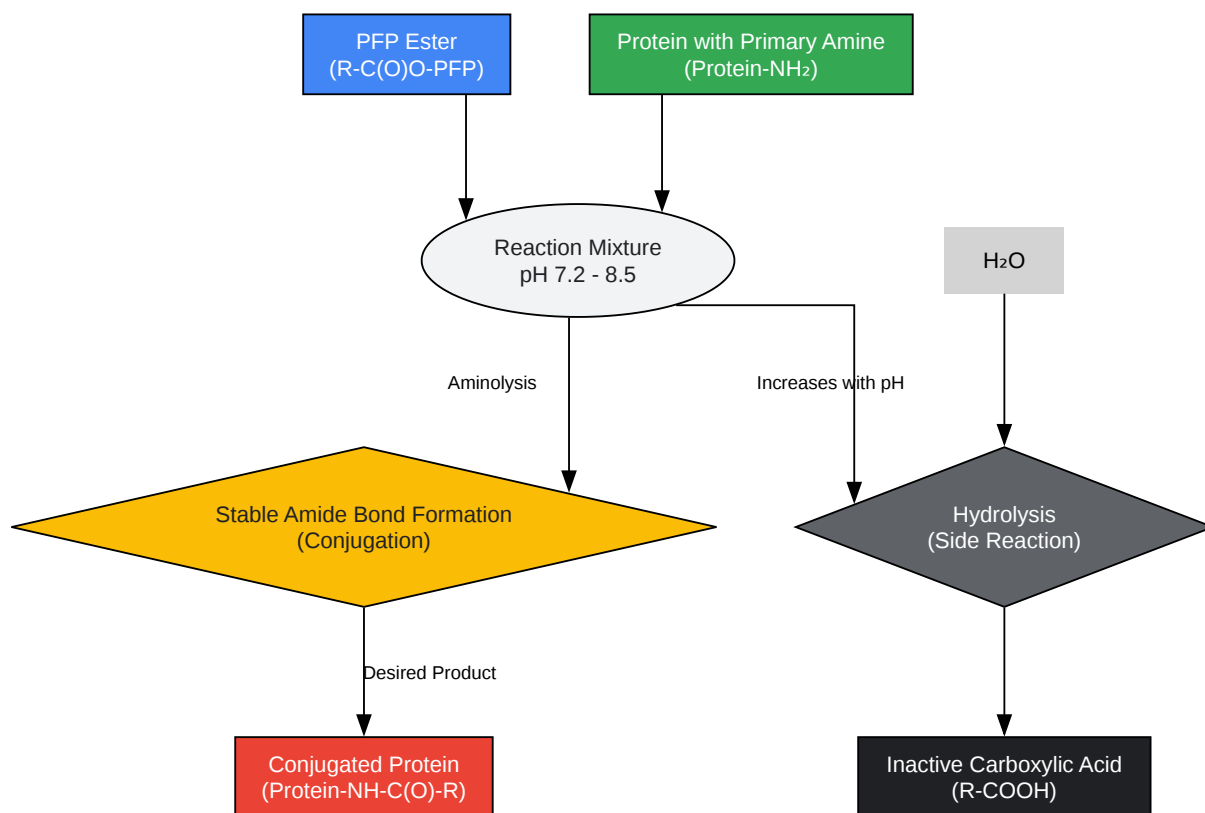 PFP Ester
(R-C(O)O-PFP)
Protein with Primary Amine
(Protein-NH₂)
Reaction Mixture
pH 7.2 - 8.5
H₂O
Aminolysis
Increases with pH
Stable Amide Bond Formation
(Conjugation)
Hydrolysis
(Side Reaction)
Desired Product
Conjugated Protein
(Protein-NH-C(O)-R)
Inactive Carboxylic Acid
(R-COOH)